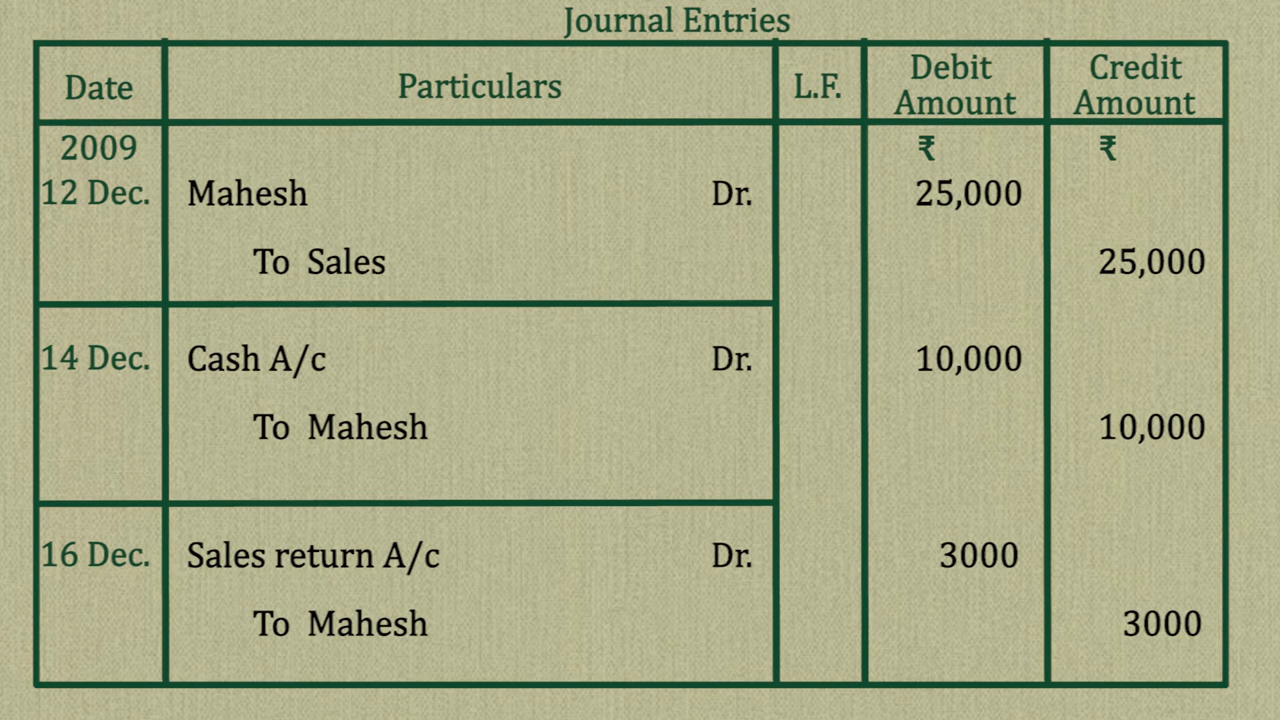 Journal Entries
Date Particulars L.F. Debit Amount Credit Amount
2009 ₹ ₹
12 Dec. Mahesh Dr. 25,000
To Sales 25,000
14 Dec. Cash A/c Dr. 10,000
To Mahesh 10,000
16 Dec. Sales return A/c Dr. 3000
To Mahesh 3000